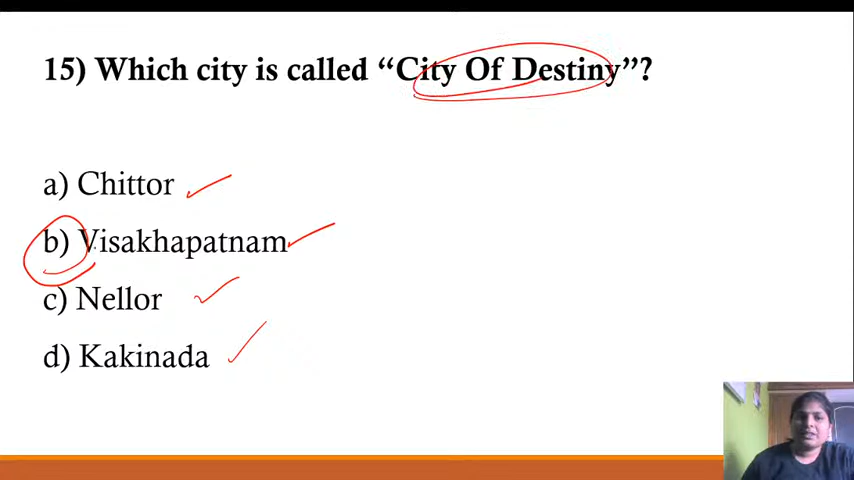 15) Which city is called “City Of Destiny”?
a) Chittor
b) Visakhapatnam
c) Nellor
d) Kakinada